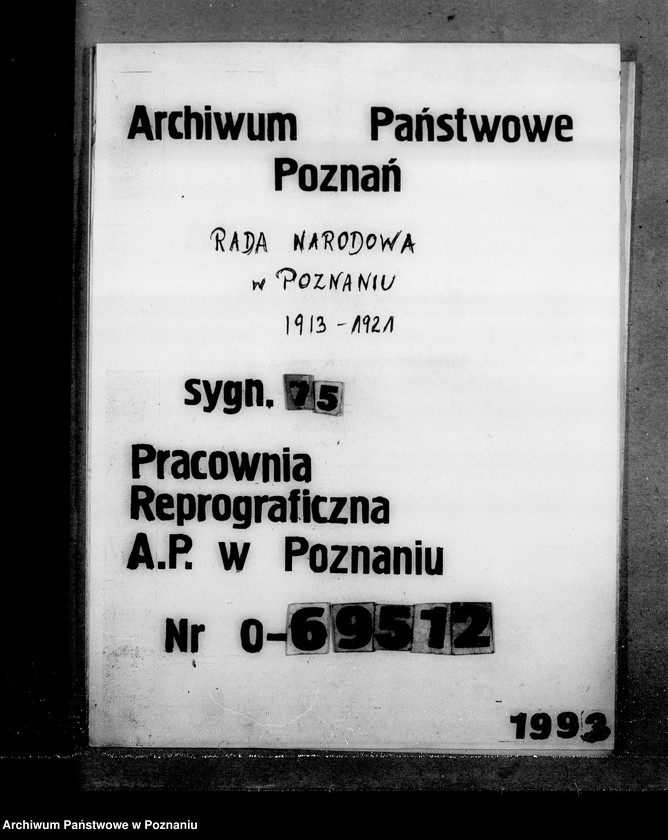 Archiwum Państwowe
Poznań
RADA NARODOWA
w POZNANIU
1913-1921
sygn. 75
Pracownia
Reprograficzna
A.P. w Poznaniu
Nr O-69512
1993
Archiwum Państwowe w Poznaniu